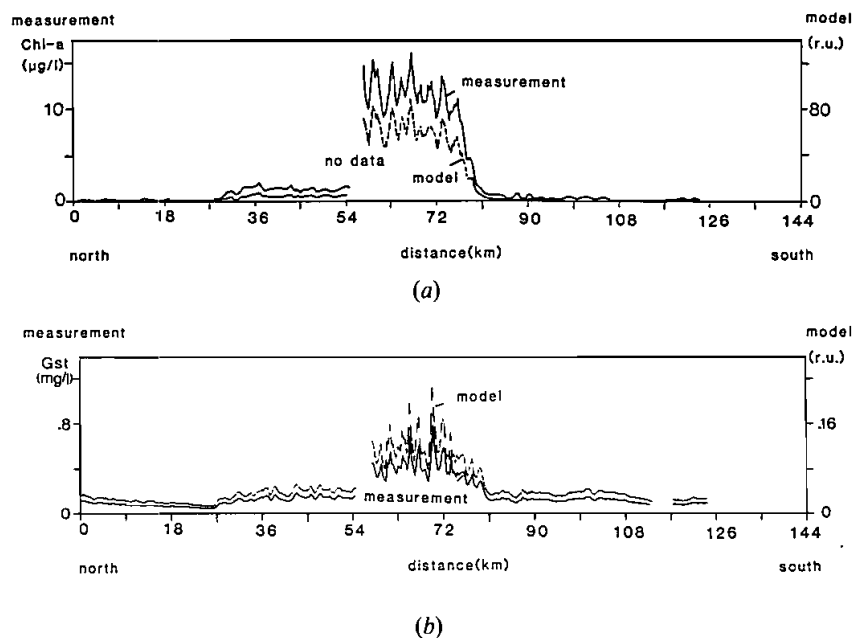 measurement model
Chl-a (r.u.)
(µg/l)
measurement
10 80
no data
model
0 0
0 18 36 54 72 90 108 126 144
north distance(km) south
(a)
measurement model
Gst (r.u.)
(mg/l)
model
.8 .16
measurement
0 0
0 18 36 54 72 90 108 126 144
north distance(km) south
(b)